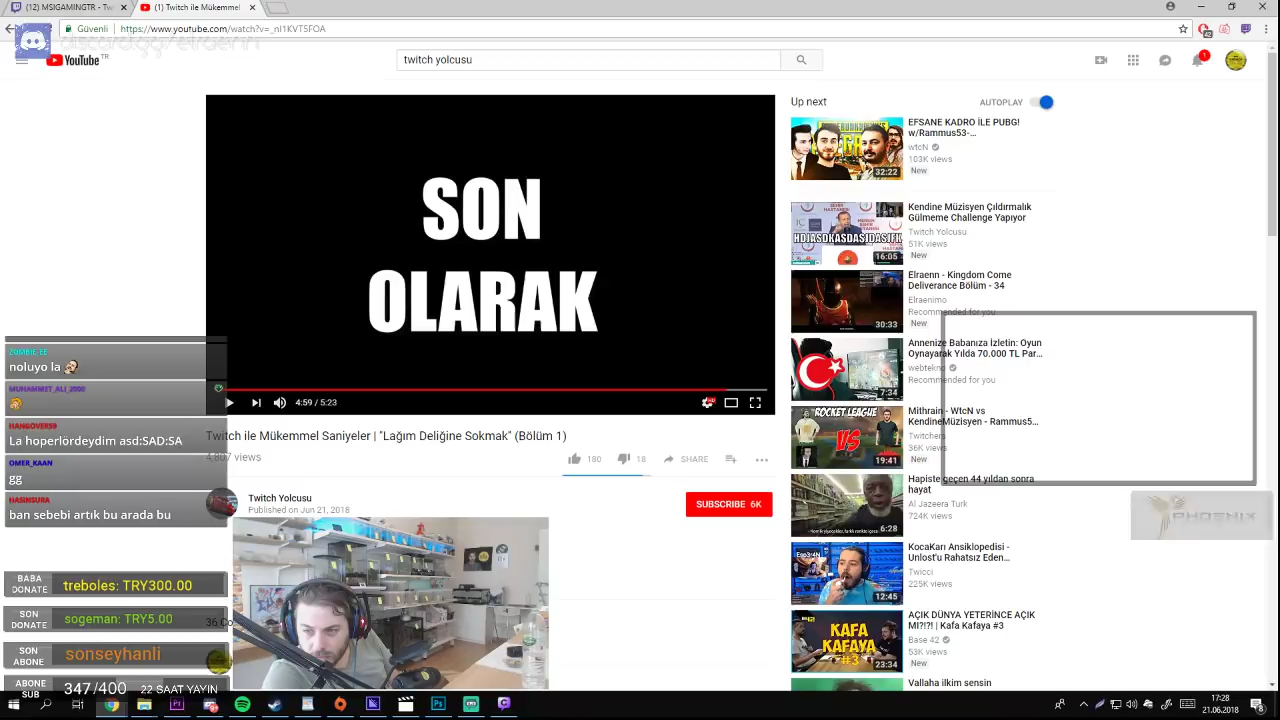 (12) MSIGAMINGTR - Tw
(1) Twitch ile Mükemmel
Güvenli
https://www.youtube.com/watch?v=_nI1KVT5FOA
YouTube TR
twitch yolcusu
1
SON
OLARAK
4:59 / 5:23
Twitch ile Mükemmel Saniyeler | "Lağım Deliğine Sokmak" (Bölüm 1)
4.807 views
180
18
SHARE
Twitch Yolcusu
Published on Jun 21, 2018
SUBSCRIBE 6K
Up next
AUTOPLAY
32:22
EFSANE KADRO İLE PUBG!
w/Rammus53-...
wtcN
103K views
New
16:05
Kendine Müzisyen Çıldırmalık
Gülmeme Challenge Yapıyor
Twitch Yolcusu
51K views
New
30:33
Elraenn - Kingdom Come
Deliverance Bölüm - 34
Elraenimo
Recommended for you
New
7:34
Annenize Babanıza İzletin: Oyun
Oynayarak Yılda 70.000 TL Par...
webtekno
Recommended for you
ROCKET LEAGUE
VS
19:41
Mithrain - WtcN vs
KendineMüzisyen - Rammus5...
Twitchers
36K views
New
6:28
Hapiste geçen 44 yıldan sonra
hayat
Al Jazeera Turk
724K views
12:45
KocaKarı Ansiklopedisi -
Unlost'u Rahatsız Eden...
Twicci
225K views
KAFA
KAFAYA
#3
23:34
AÇIK DÜNYA YETERİNCE AÇIK
MI?!?! | Kafa Kafaya #3
Base 42
53K views
New
Vallaha ilkim sensin
PHOENIX
ZOMBIE_EE
noluyo la
MUHAMMET_ALI_2000
HANGOVER59
La hoperlördeydim asd:SAD:SA
OMER_KAAN
gg
HASINSURA
ban sebebi artık bu arada bu
BABA
DONATE
treboles: TRY300.00
SON
DONATE
sogeman: TRY5.00
SON
ABONE
sonseyhanli
ABONE
SUB
347/400
22 SAAT YAYIN
17:28
21.06.2018